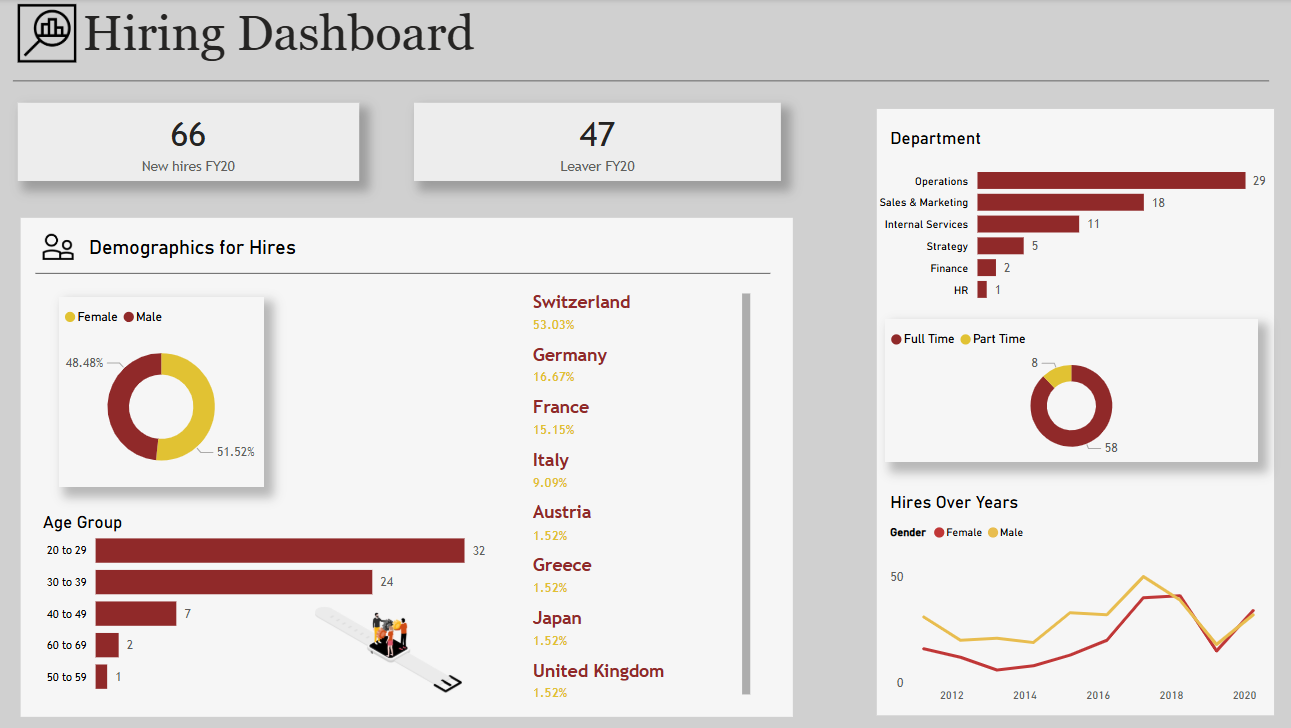 Hiring Dashboard
66
New hires FY20
47
Leaver FY20
Demographics for Hires
Female Male
48.48%
51.52%
Age Group
20 to 29 32
30 to 39 24
40 to 49 7
60 to 69 2
50 to 59 1
Switzerland
53.03%
Germany
16.67%
France
15.15%
Italy
9.09%
Austria
1.52%
Greece
1.52%
Japan
1.52%
United Kingdom
1.52%
Department
Operations 29
Sales & Marketing 18
Internal Services 11
Strategy 5
Finance 2
HR 1
Full Time Part Time
8
58
Hires Over Years
Gender Female Male
50
0
2012 2014 2016 2018 2020